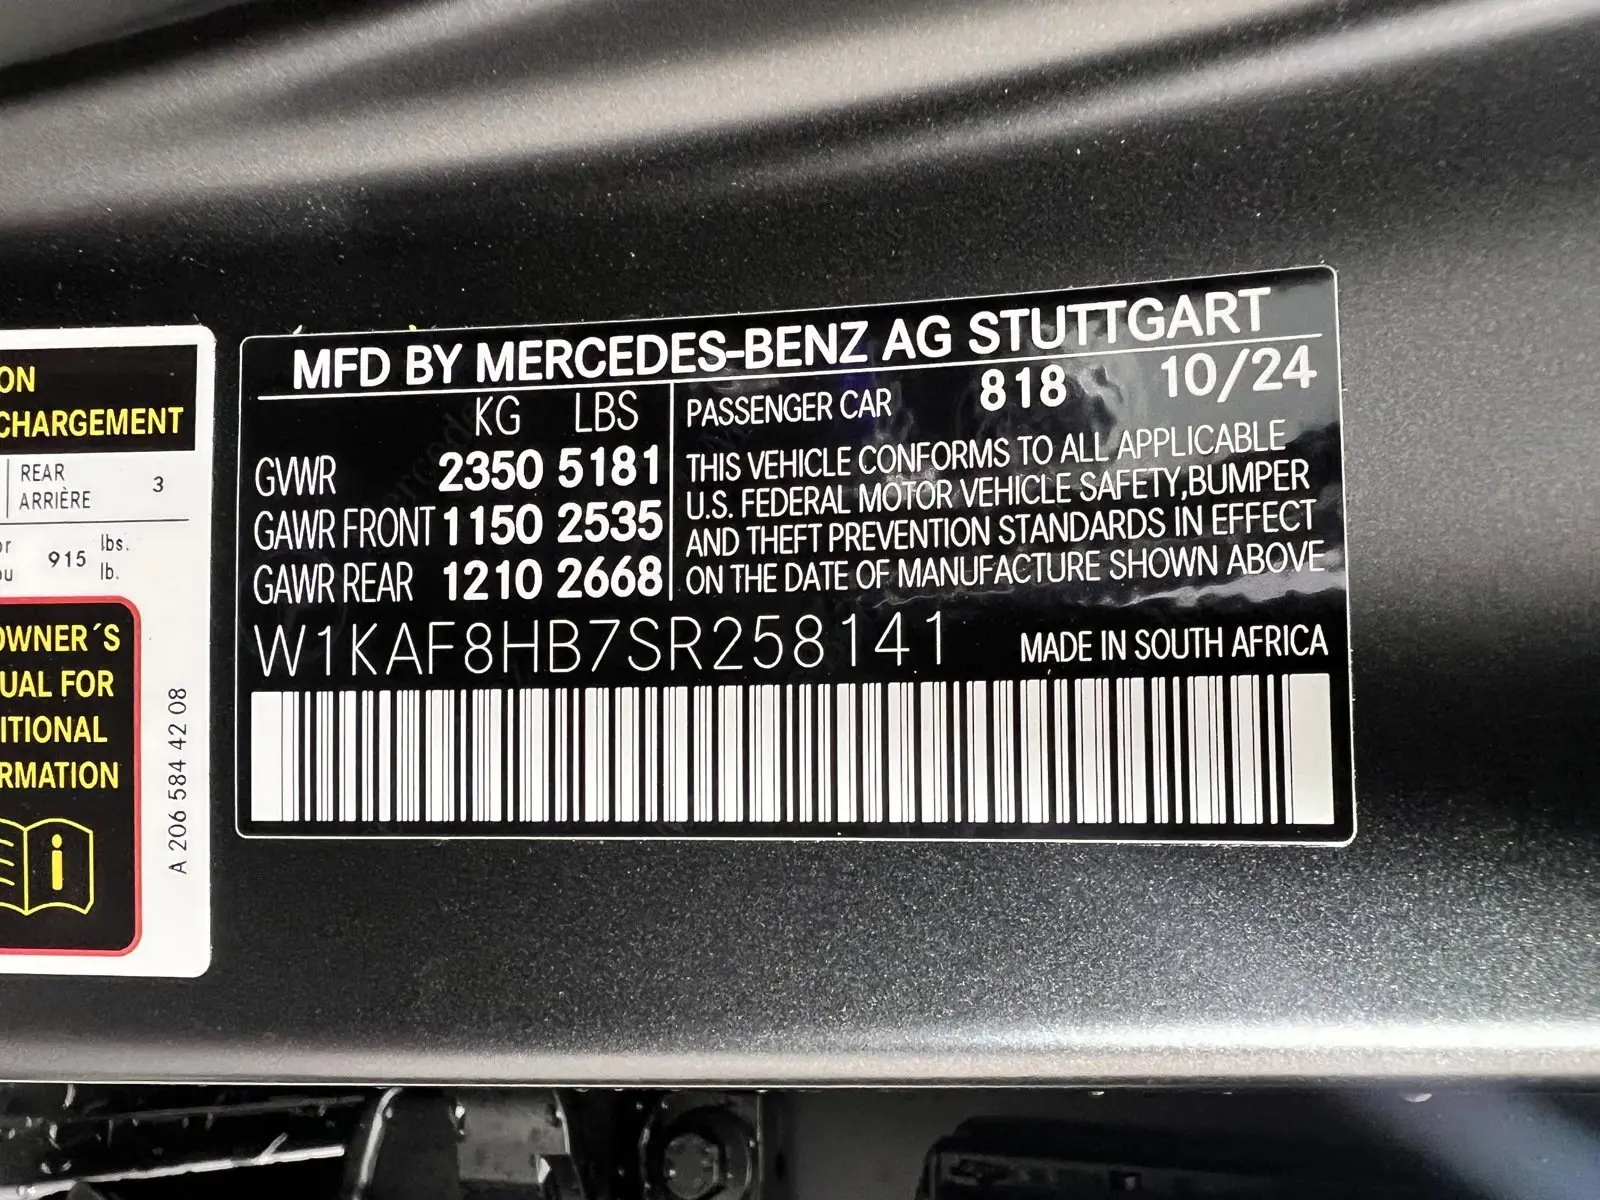 ON
CHARGEMENT
REAR
ARRIÈRE 3
or
ou 915 lbs.
lb.
OWNER´S
UAL FOR
ITIONAL
RMATION
i
A 206 584 42 08
MFD BY MERCEDES-BENZ AG STUTTGART
KG LBS
GVWR 2350 5181
GAWR FRONT 1150 2535
GAWR REAR 1210 2668
PASSENGER CAR 818 10/24
THIS VEHICLE CONFORMS TO ALL APPLICABLE
U.S. FEDERAL MOTOR VEHICLE SAFETY,BUMPER
AND THEFT PREVENTION STANDARDS IN EFFECT
ON THE DATE OF MANUFACTURE SHOWN ABOVE
W1KAF8HB7SR258141 MADE IN SOUTH AFRICA